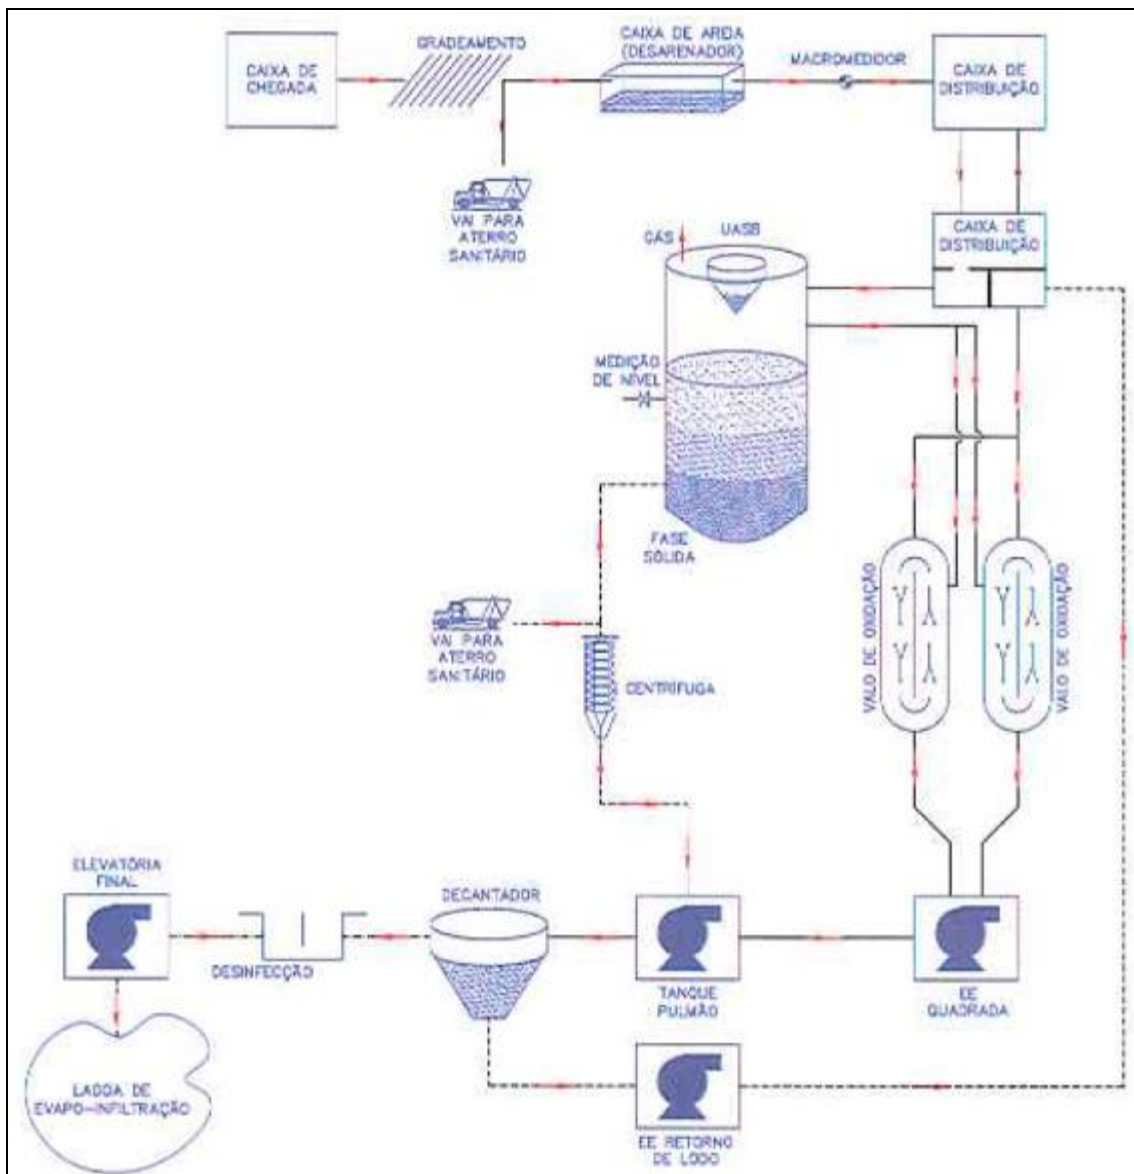 CAIXA DE
CHEGADA
GRADEAMENTO
CAIXA DE AREIA
(DESARENADOR)
MACROMEDIDOR
CAIXA DE
DISTRIBUIÇÃO
VAI PARA
ATERRO
SANITÁRIO
GÁS
UASB
CAIXA DE
DISTRIBUIÇÃO
MEDIÇÃO
DE NÍVEL
FASE
SÓLIDA
VALO DE OXIDAÇÃO
VALO DE OXIDAÇÃO
VAI PARA
ATERRO
SANITÁRIO
CENTRÍFUGA
ELEVATÓRIA
FINAL
DESINFECÇÃO
DECANTADOR
TANQUE
PULMÃO
EE
QUADRADA
LAGOA DE
EVAPO-INFILTRAÇÃO
EE RETORNO
DE LODO